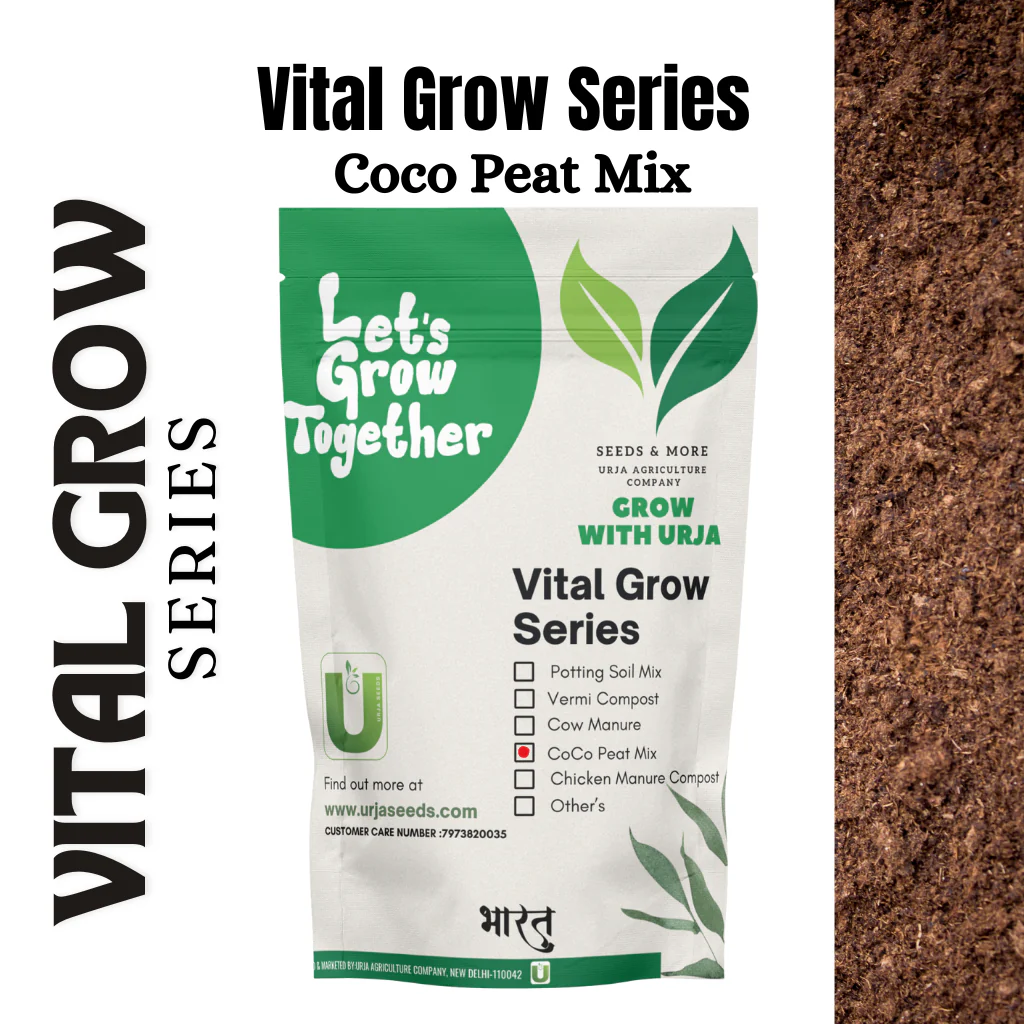 Vital Grow Series
Coco Peat Mix
VITAL GROW
SERIES
Let's
Grow
Together
SEEDS & MORE
URJA AGRICULTURE
COMPANY
GROW
WITH URJA
Vital Grow
Series
Potting Soil Mix
Vermi Compost
Cow Manure
CoCo Peat Mix
Chicken Manure Compost
Other's
U
URJA SEEDS
Find out more at
www.urjaseeds.com
CUSTOMER CARE NUMBER :7973820035
भारत
& MARKETED BY:URJA AGRICULTURE COMPANY, NEW DELHI-110042
U